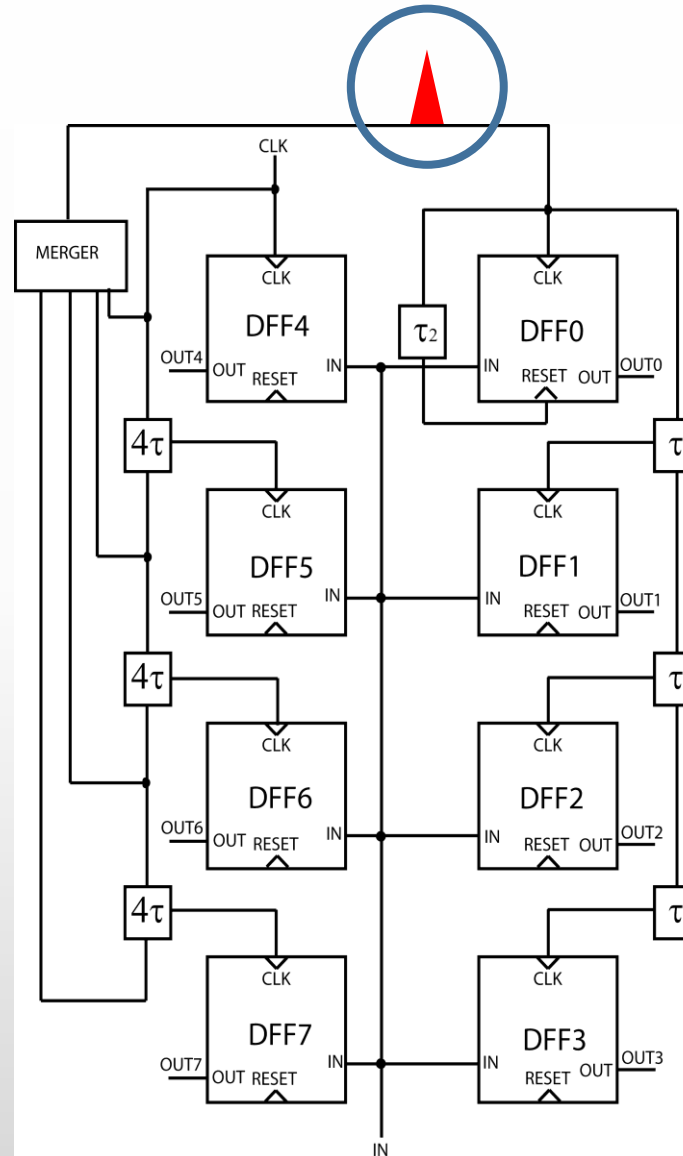 CLK
MERGER
CLK
DFF4
OUT4
OUT
RESET
IN
CLK
DFF0
τ2
IN
RESET
OUT
OUT0
4τ
τ
CLK
DFF5
OUT5
OUT
RESET
IN
CLK
DFF1
IN
RESET
OUT
OUT1
4τ
τ
CLK
DFF6
OUT6
OUT
RESET
IN
CLK
DFF2
IN
RESET
OUT
OUT2
4τ
τ
CLK
DFF7
OUT7
OUT
RESET
IN
CLK
DFF3
IN
RESET
OUT
OUT3
IN